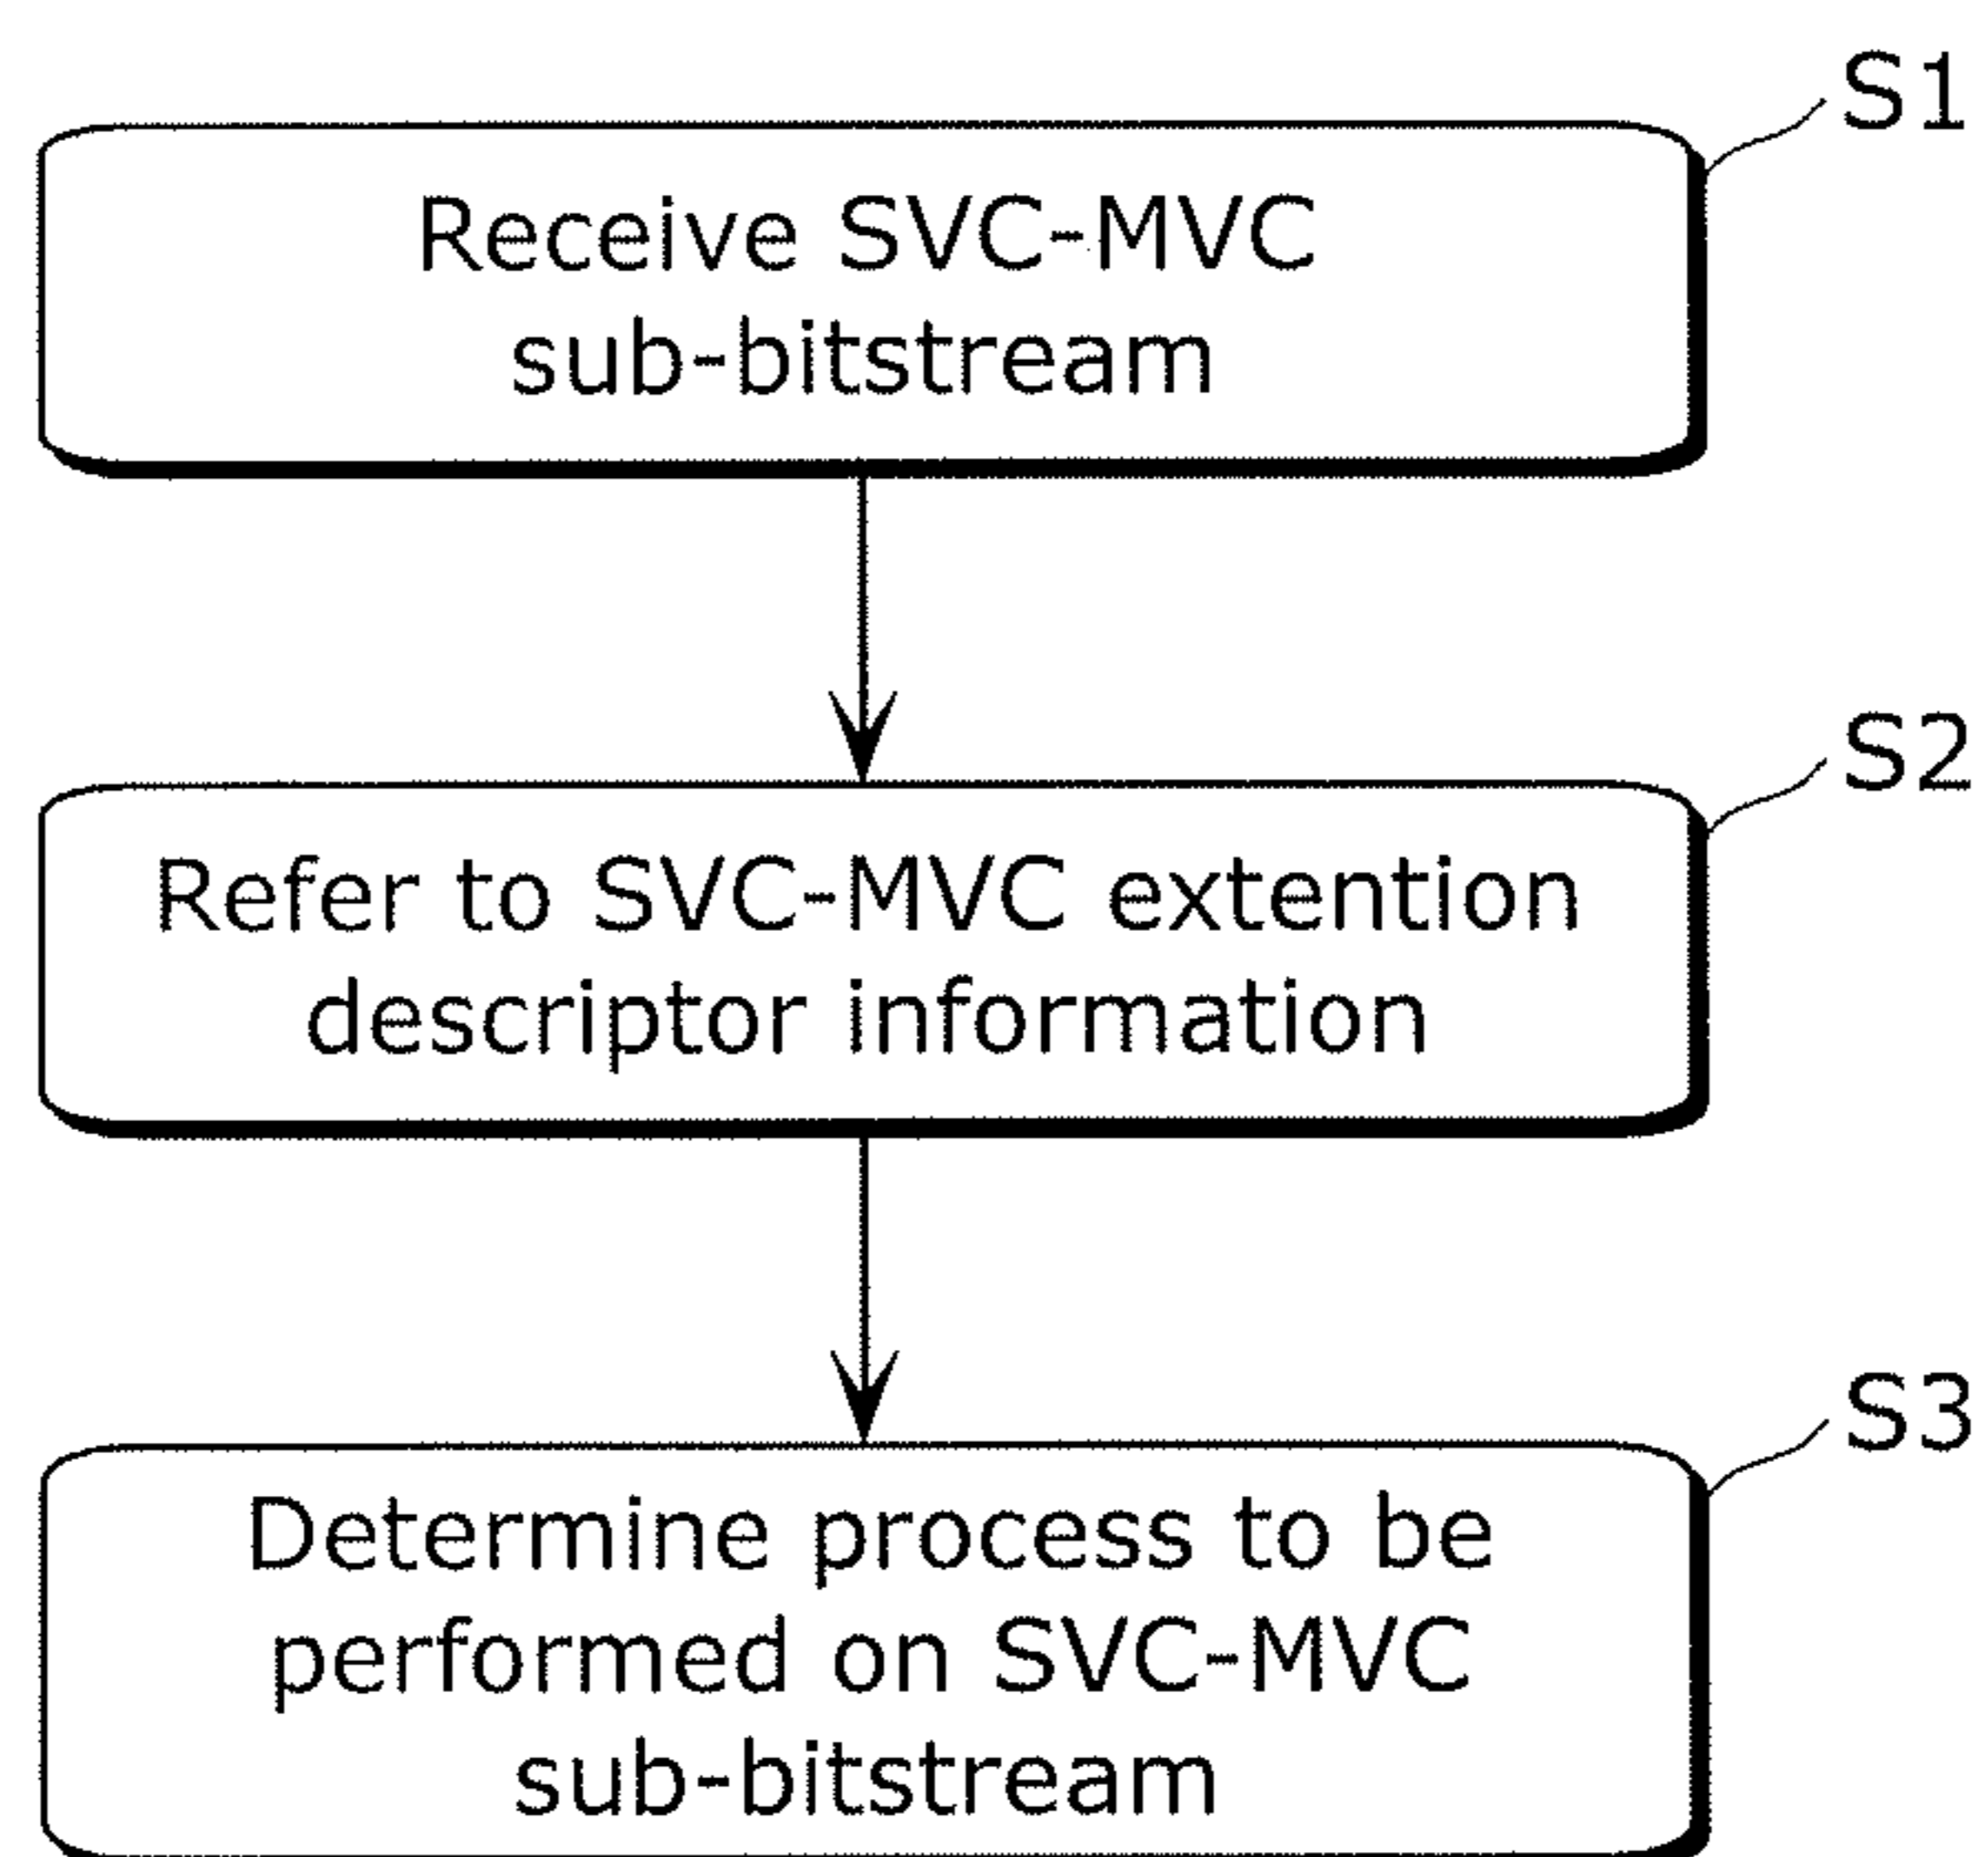 S1
Receive SVC-MVC
sub-bitstream
S2
Refer to SVC-MVC extention
descriptor information
S3
Determine process to be
performed on SVC-MVC
sub-bitstream